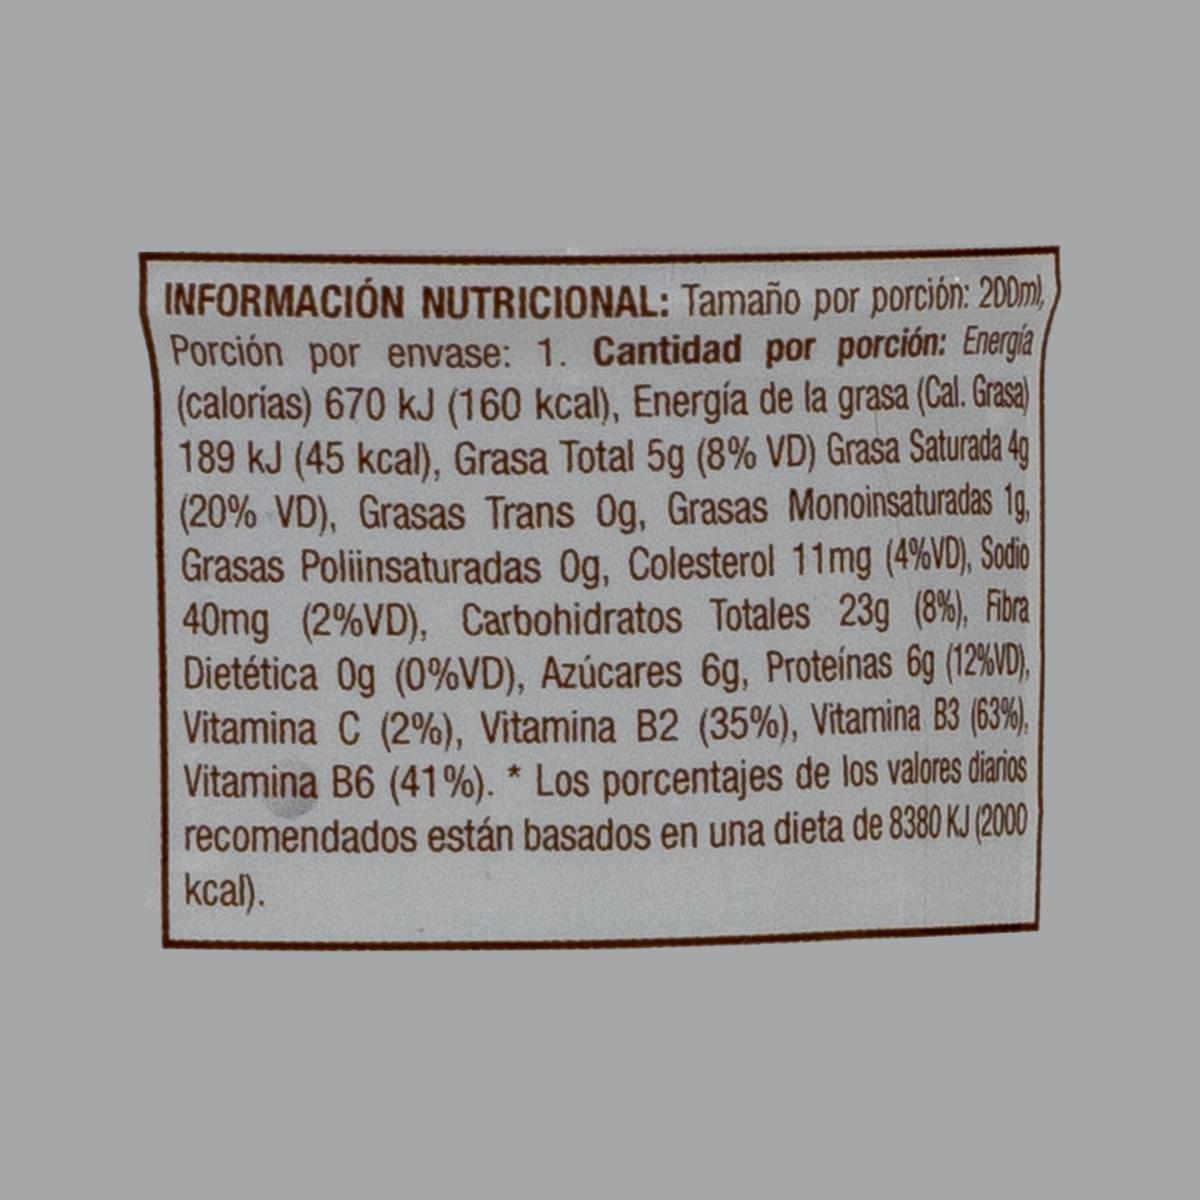 INFORMACIÓN NUTRICIONAL: Tamaño por porción: 200ml,
Porción por envase: 1. Cantidad por porción: Energía
(calorías) 670 kJ (160 kcal), Energía de la grasa (Cal. Grasa)
189 kJ (45 kcal), Grasa Total 5g (8% VD) Grasa Saturada 4g
(20% VD), Grasas Trans 0g, Grasas Monoinsaturadas 1g,
Grasas Poliinsaturadas 0g, Colesterol 11mg (4%VD), Sodio
40mg (2%VD), Carbohidratos Totales 23g (8%), Fibra
Dietética 0g (0%VD), Azúcares 6g, Proteínas 6g (12%VD),
Vitamina C (2%), Vitamina B2 (35%), Vitamina B3 (63%),
Vitamina B6 (41%). * Los porcentajes de los valores diarios
recomendados están basados en una dieta de 8380 KJ (2000
kcal).